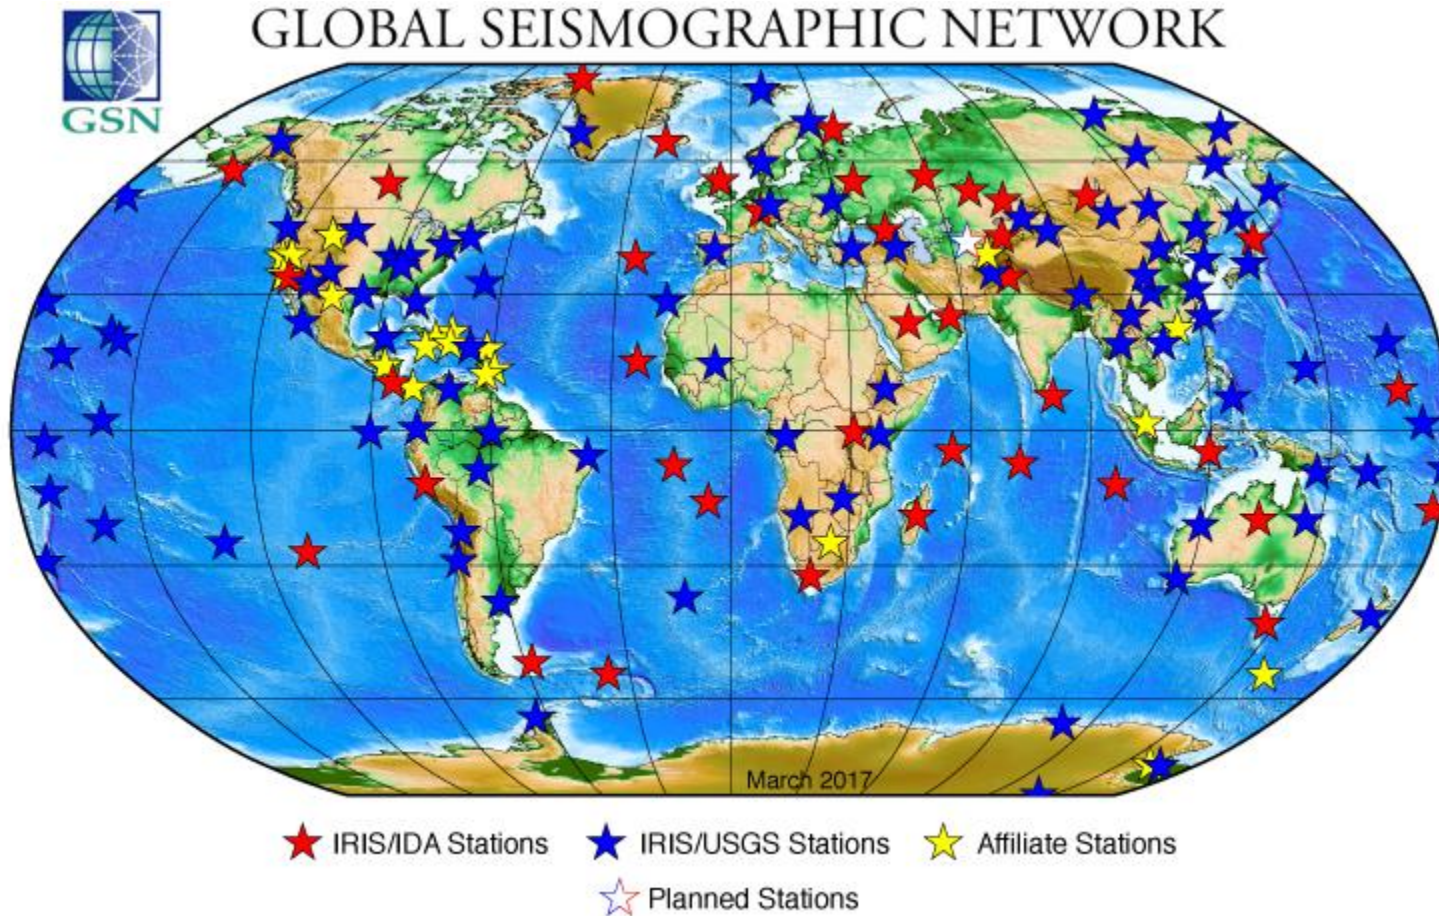 GLOBAL SEISMOGRAPHIC NETWORK
GSN
March 2017
IRIS/IDA Stations
IRIS/USGS Stations
Affiliate Stations
Planned Stations